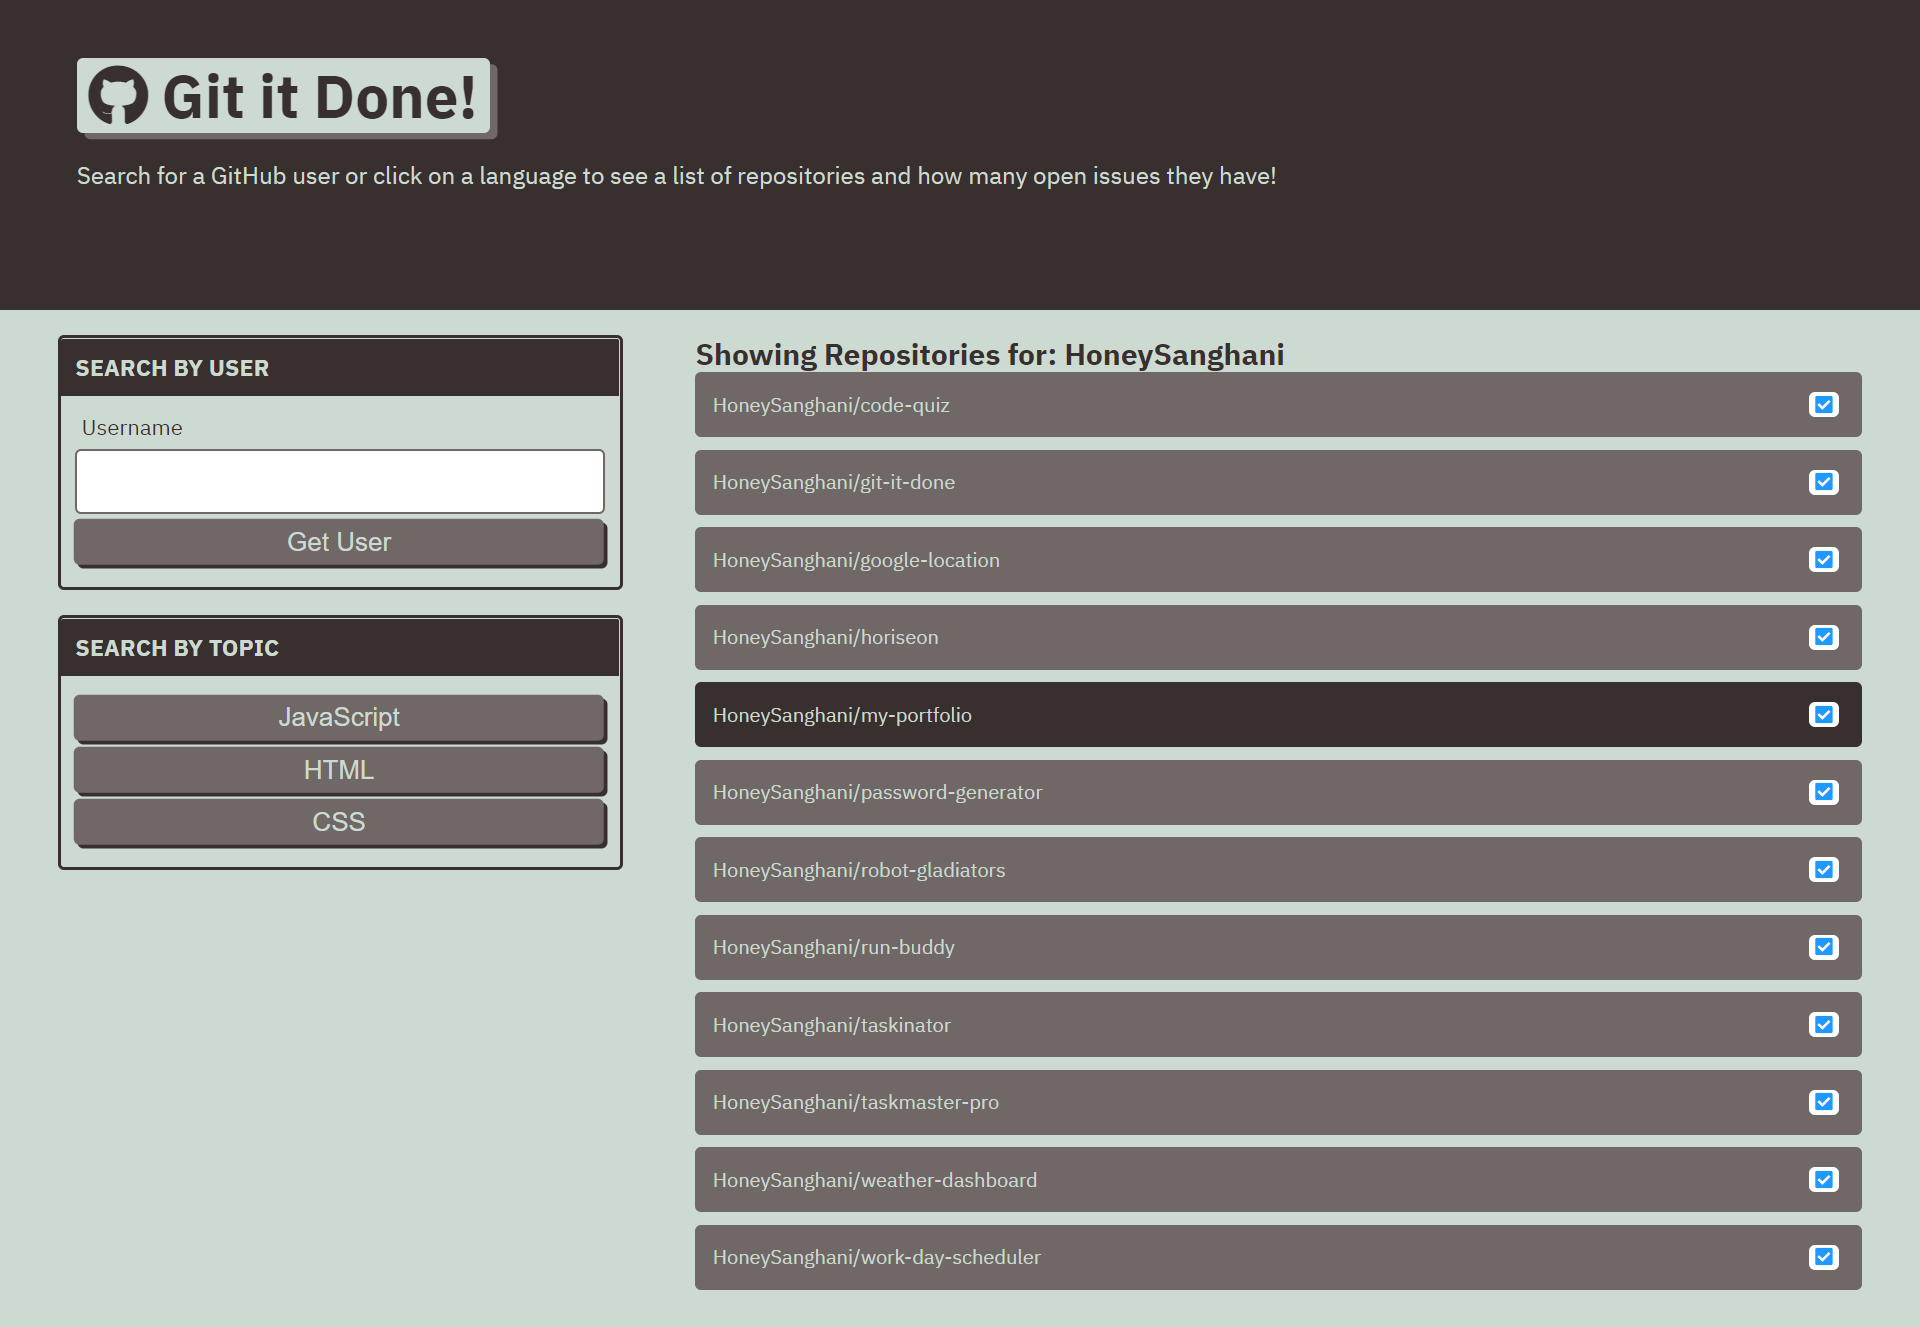 Git it Done!
Search for a GitHub user or click on a language to see a list of repositories and how many open issues they have!
SEARCH BY USER
Username
Get User
SEARCH BY TOPIC
JavaScript
HTML
CSS
Showing Repositories for: HoneySanghani
HoneySanghani/code-quiz
HoneySanghani/git-it-done
HoneySanghani/google-location
HoneySanghani/horiseon
HoneySanghani/my-portfolio
HoneySanghani/password-generator
HoneySanghani/robot-gladiators
HoneySanghani/run-buddy
HoneySanghani/taskinator
HoneySanghani/taskmaster-pro
HoneySanghani/weather-dashboard
HoneySanghani/work-day-scheduler